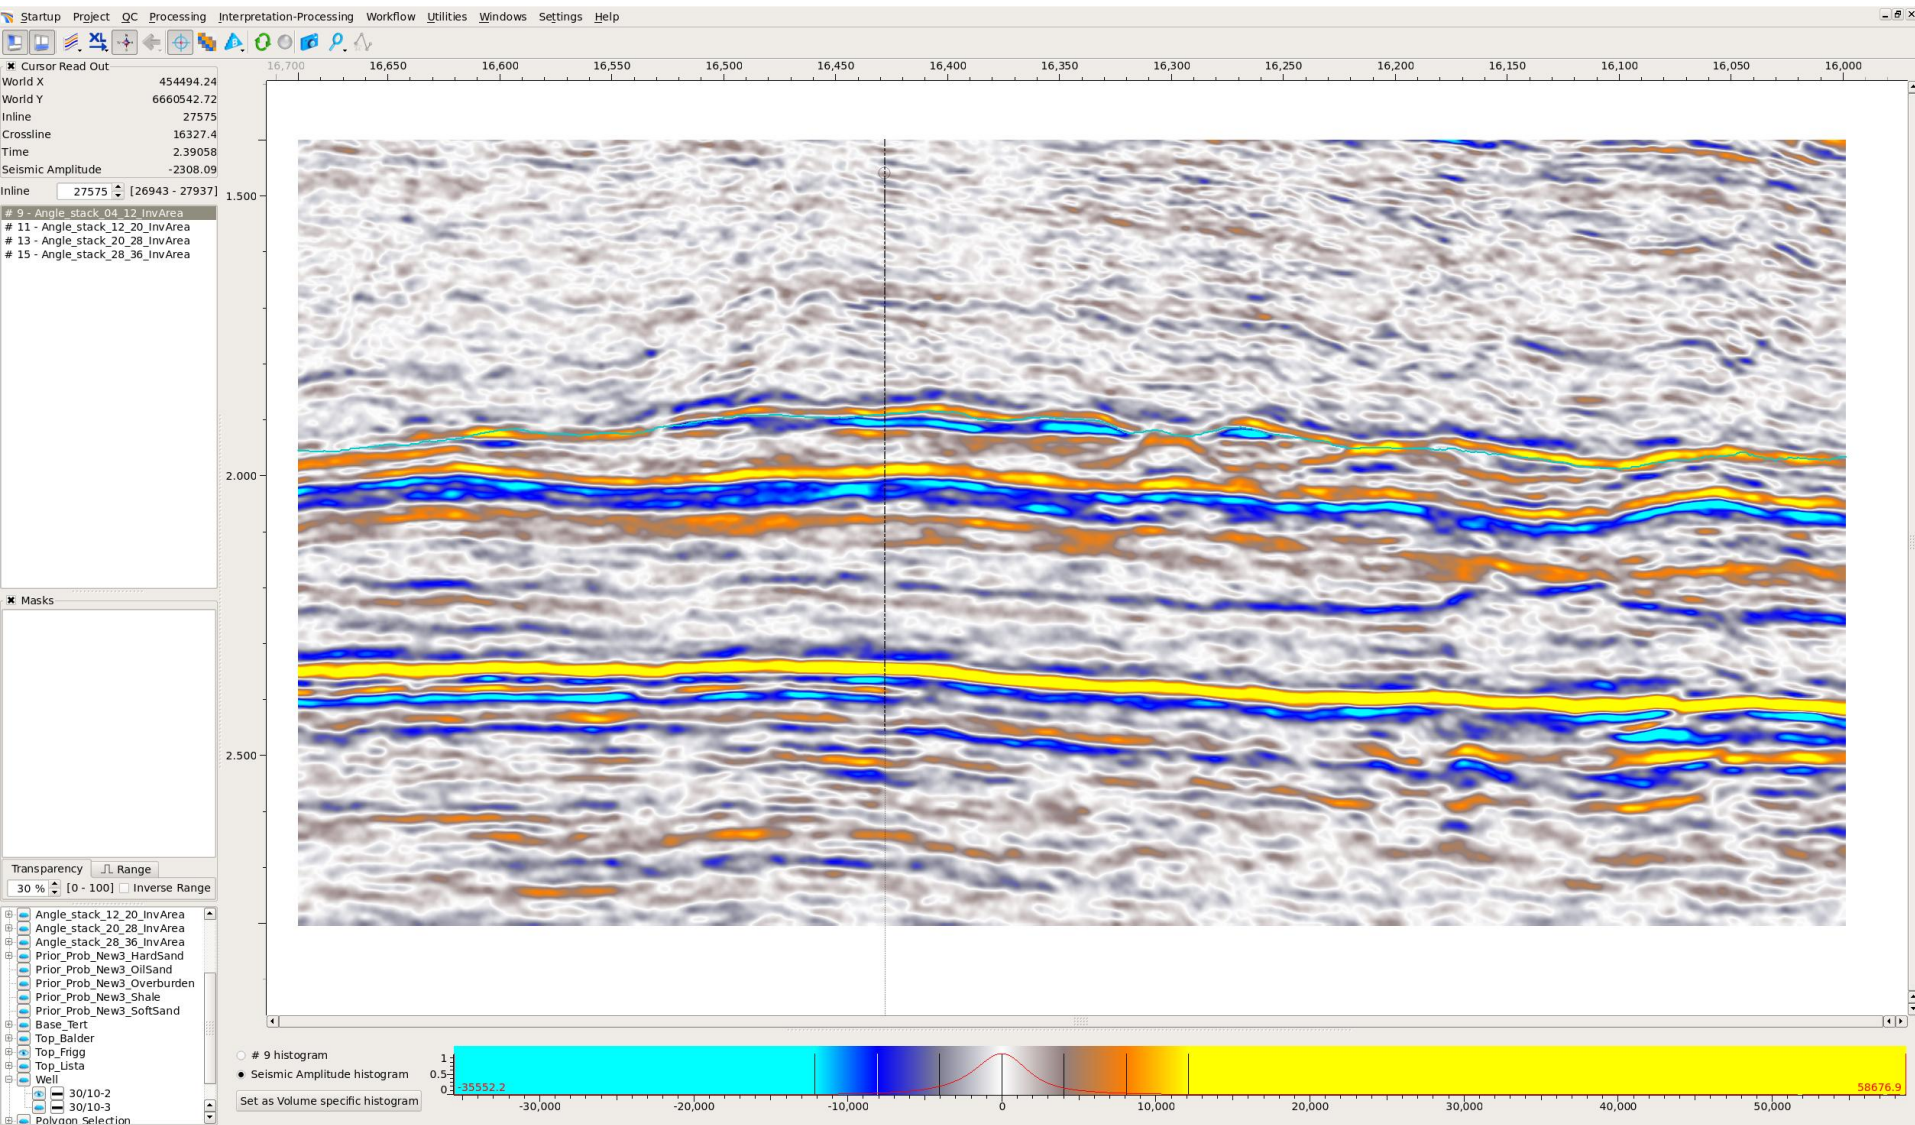 Startup Project QC Processing Interpretation-Processing Workflow Utilities Windows Settings Help
XL
Cursor Read Out
World X 454494.24
World Y 6660542.72
Inline 27575
Crossline 16327.4
Time 2.39058
Seismic Amplitude -2308.09
Inline 27575 [26943 - 27937]
# 9 - Angle_stack_04_12_InvArea
# 11 - Angle_stack_12_20_InvArea
# 13 - Angle_stack_20_28_InvArea
# 15 - Angle_stack_28_36_InvArea
Masks
Transparency Range
30 % [0 - 100] Inverse Range
Angle_stack_12_20_InvArea
Angle_stack_20_28_InvArea
Angle_stack_28_36_InvArea
Prior_Prob_New3_HardSand
Prior_Prob_New3_OilSand
Prior_Prob_New3_Overburden
Prior_Prob_New3_Shale
Prior_Prob_New3_SoftSand
Base_Tert
Top_Balder
Top_Frigg
Top_Lista
Well
30/10-2
30/10-3
Polygon Selection
16,700 16,650 16,600 16,550 16,500 16,450 16,400 16,350 16,300 16,250 16,200 16,150 16,100 16,050 16,000
1.500
2.000
2.500
# 9 histogram
Seismic Amplitude histogram
Set as Volume specific histogram
1
0.5
0
-35552.2 58676.9
-30,000 -20,000 -10,000 0 10,000 20,000 30,000 40,000 50,000